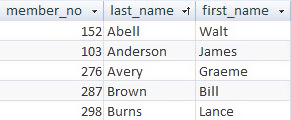 member_no last_name first_name
152 Abell Walt
103 Anderson James
276 Avery Graeme
287 Brown Bill
298 Burns Lance